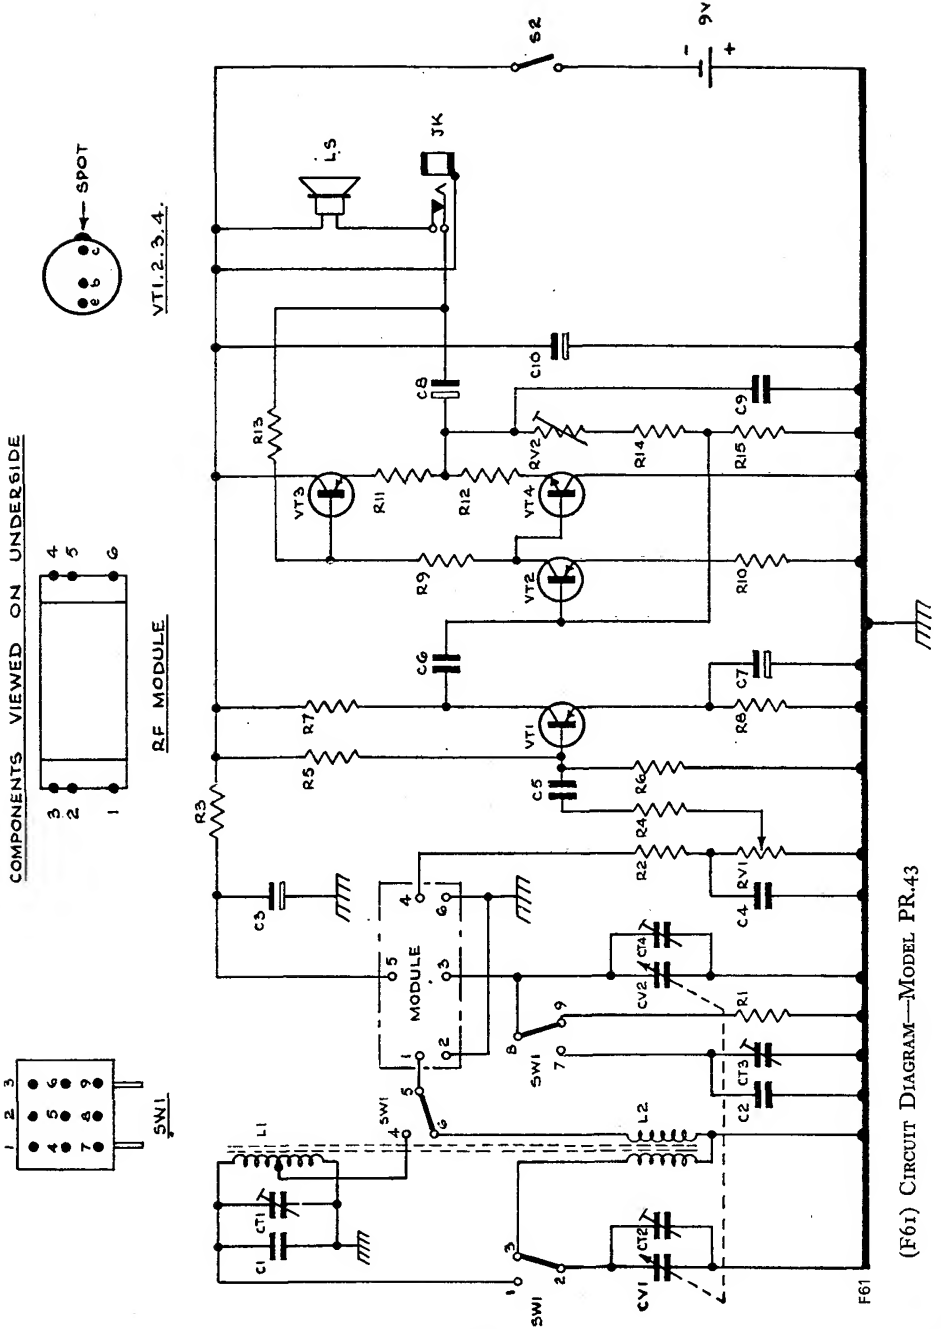 COMPONENTS VIEWED ON UNDERSIDE
1 2 3
4 5 6
7 8 9
SW1
3
2
1
4
5
6
RF MODULE
e b c
SPOT
VT1.2.3.4.
C1
CT1
L1
C3
R3
R5
R7
VT3
R13
LS
JK
S2
9V
-
+
1
SW1
2
3
4
SW1
5
6
1
2
5
3
4
6
MODULE
C5
VT1
C6
R9
VT2
R11
R12
VT4
C8
RV2
C10
CV1
CT2
L2
SW1
7
8
9
CV2
CT4
R2
R4
R6
R14
C2
CT3
R1
C4
RV1
R8
C7
R10
R15
C9
F61
(F61) CIRCUIT DIAGRAM—MODEL PR.43